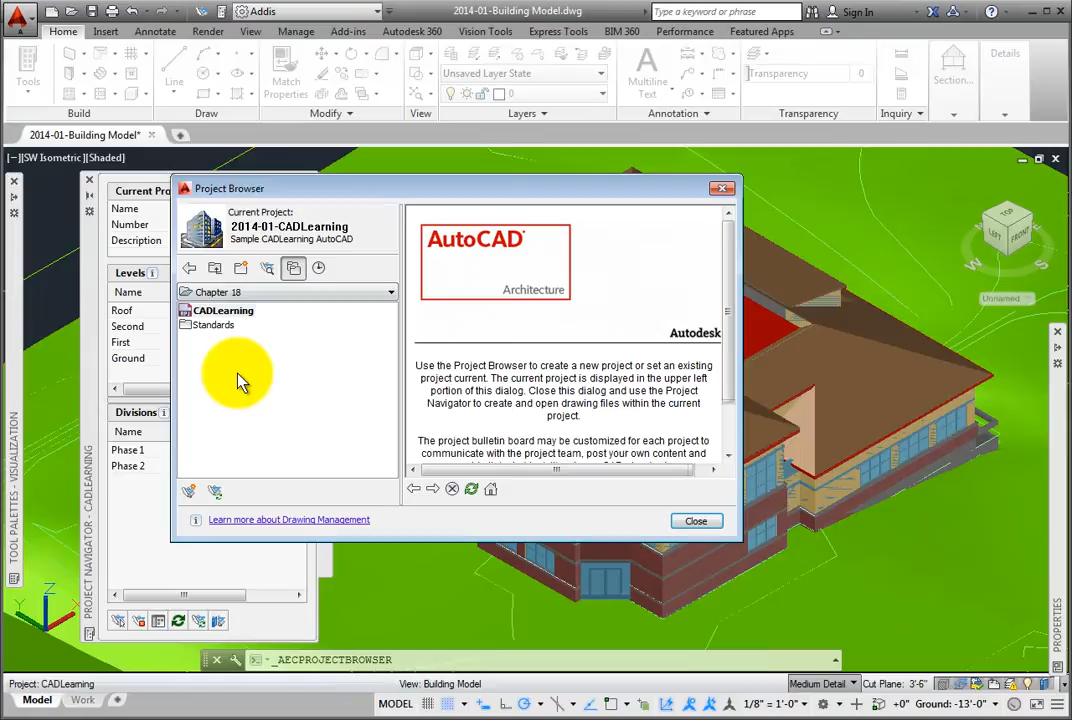 Addis
2014-01-Building Model.dwg
Type a keyword or phrase
Sign In
Home Insert Annotate Render View Manage Add-ins Autodesk 360 Vision Tools Express Tools BIM 360 Performance Featured Apps
Tools
Line
Match
Properties
Unsaved Layer State
0
Multiline
Text
Transparency 0
Section...
Details
Build Draw Modify View Layers Annotation Transparency Inquiry
2014-01-Building Model*
[−][SW Isometric][Shaded]
TOOL PALETTES - VISUALIZATION
PROJECT NAVIGATOR - CADLEARNING
Current Pro
Name
Number
Description
Levels
Name
Roof
Second
First
Ground
Divisions
Name
Phase 1
Phase 2
Project Browser
Current Project:
2014-01-CADLearning
Sample CADLearning AutoCAD
Chapter 18
CADLearning
Standards
AutoCAD
Architecture
Autodesk
Use the Project Browser to create a new project or set an existing
project current. The current project is displayed in the upper left
portion of this dialog. Close this dialog and use the Project
Navigator to create and open drawing files within the current
project.
The project bulletin board may be customized for each project to
communicate with the project team, post your own content and
Learn more about Drawing Management
Close
TOP
LEFT
FRONT
W
S
Unnamed
PROPERTIES
Z
Y
X
_AECPROJECTBROWSER
Project: CADLearning
View: Building Model
Medium Detail
Cut Plane: 3'-6"
Model
Work
MODEL
1/8" = 1'-0"
+0"
Ground: -13'-0"